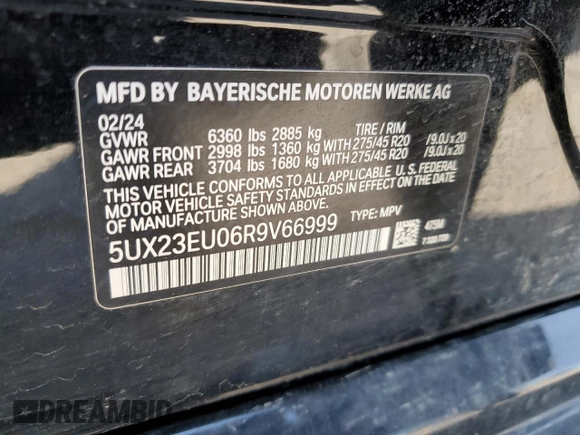 MFD BY BAYERISCHE MOTOREN WERKE AG
02/24
GVWR 6360 lbs 2885 kg TIRE / RIM
GAWR FRONT 2998 lbs 1360 kg WITH 275/45 R20 /9.0J x 20
GAWR REAR 3704 lbs 1680 kg WITH 275/45 R20 /9.0J x 20
THIS VEHICLE CONFORMS TO ALL APPLICABLE U.S. FEDERAL
MOTOR VEHICLE SAFETY STANDARDS IN EFFECT ON THE DATE
OF MANUFACTURE SHOWN ABOVE.
5UX23EU06R9V66999 TYPE: MPV
475M
DREAMBID